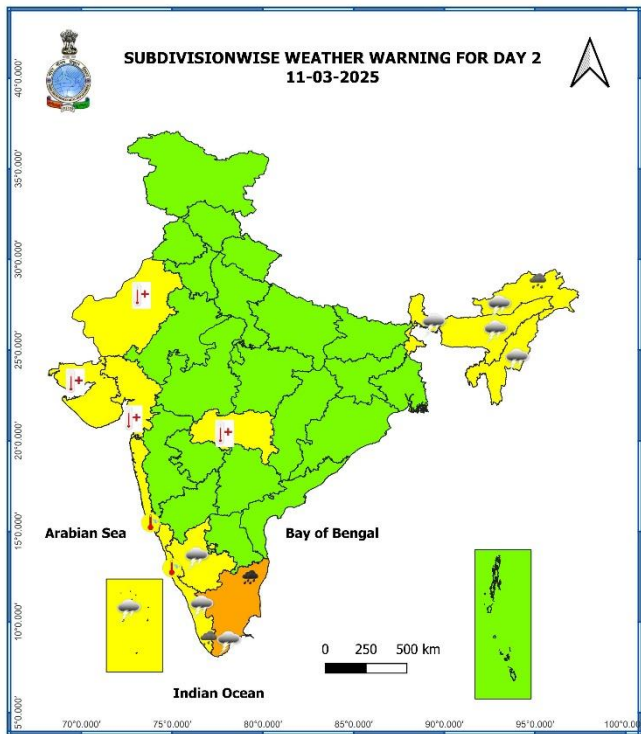 SUBDIVISIONWISE WEATHER WARNING FOR DAY 2
11-03-2025
40°0.000'
35°0.000'
30°0.000'
25°0.000'
20°0.000'
15°0.000'
10°0.000'
5°0.000'
Arabian Sea
Bay of Bengal
0 250 500 km
Indian Ocean
70°0.000' 75°0.000' 80°0.000' 85°0.000' 90°0.000' 95°0.000'